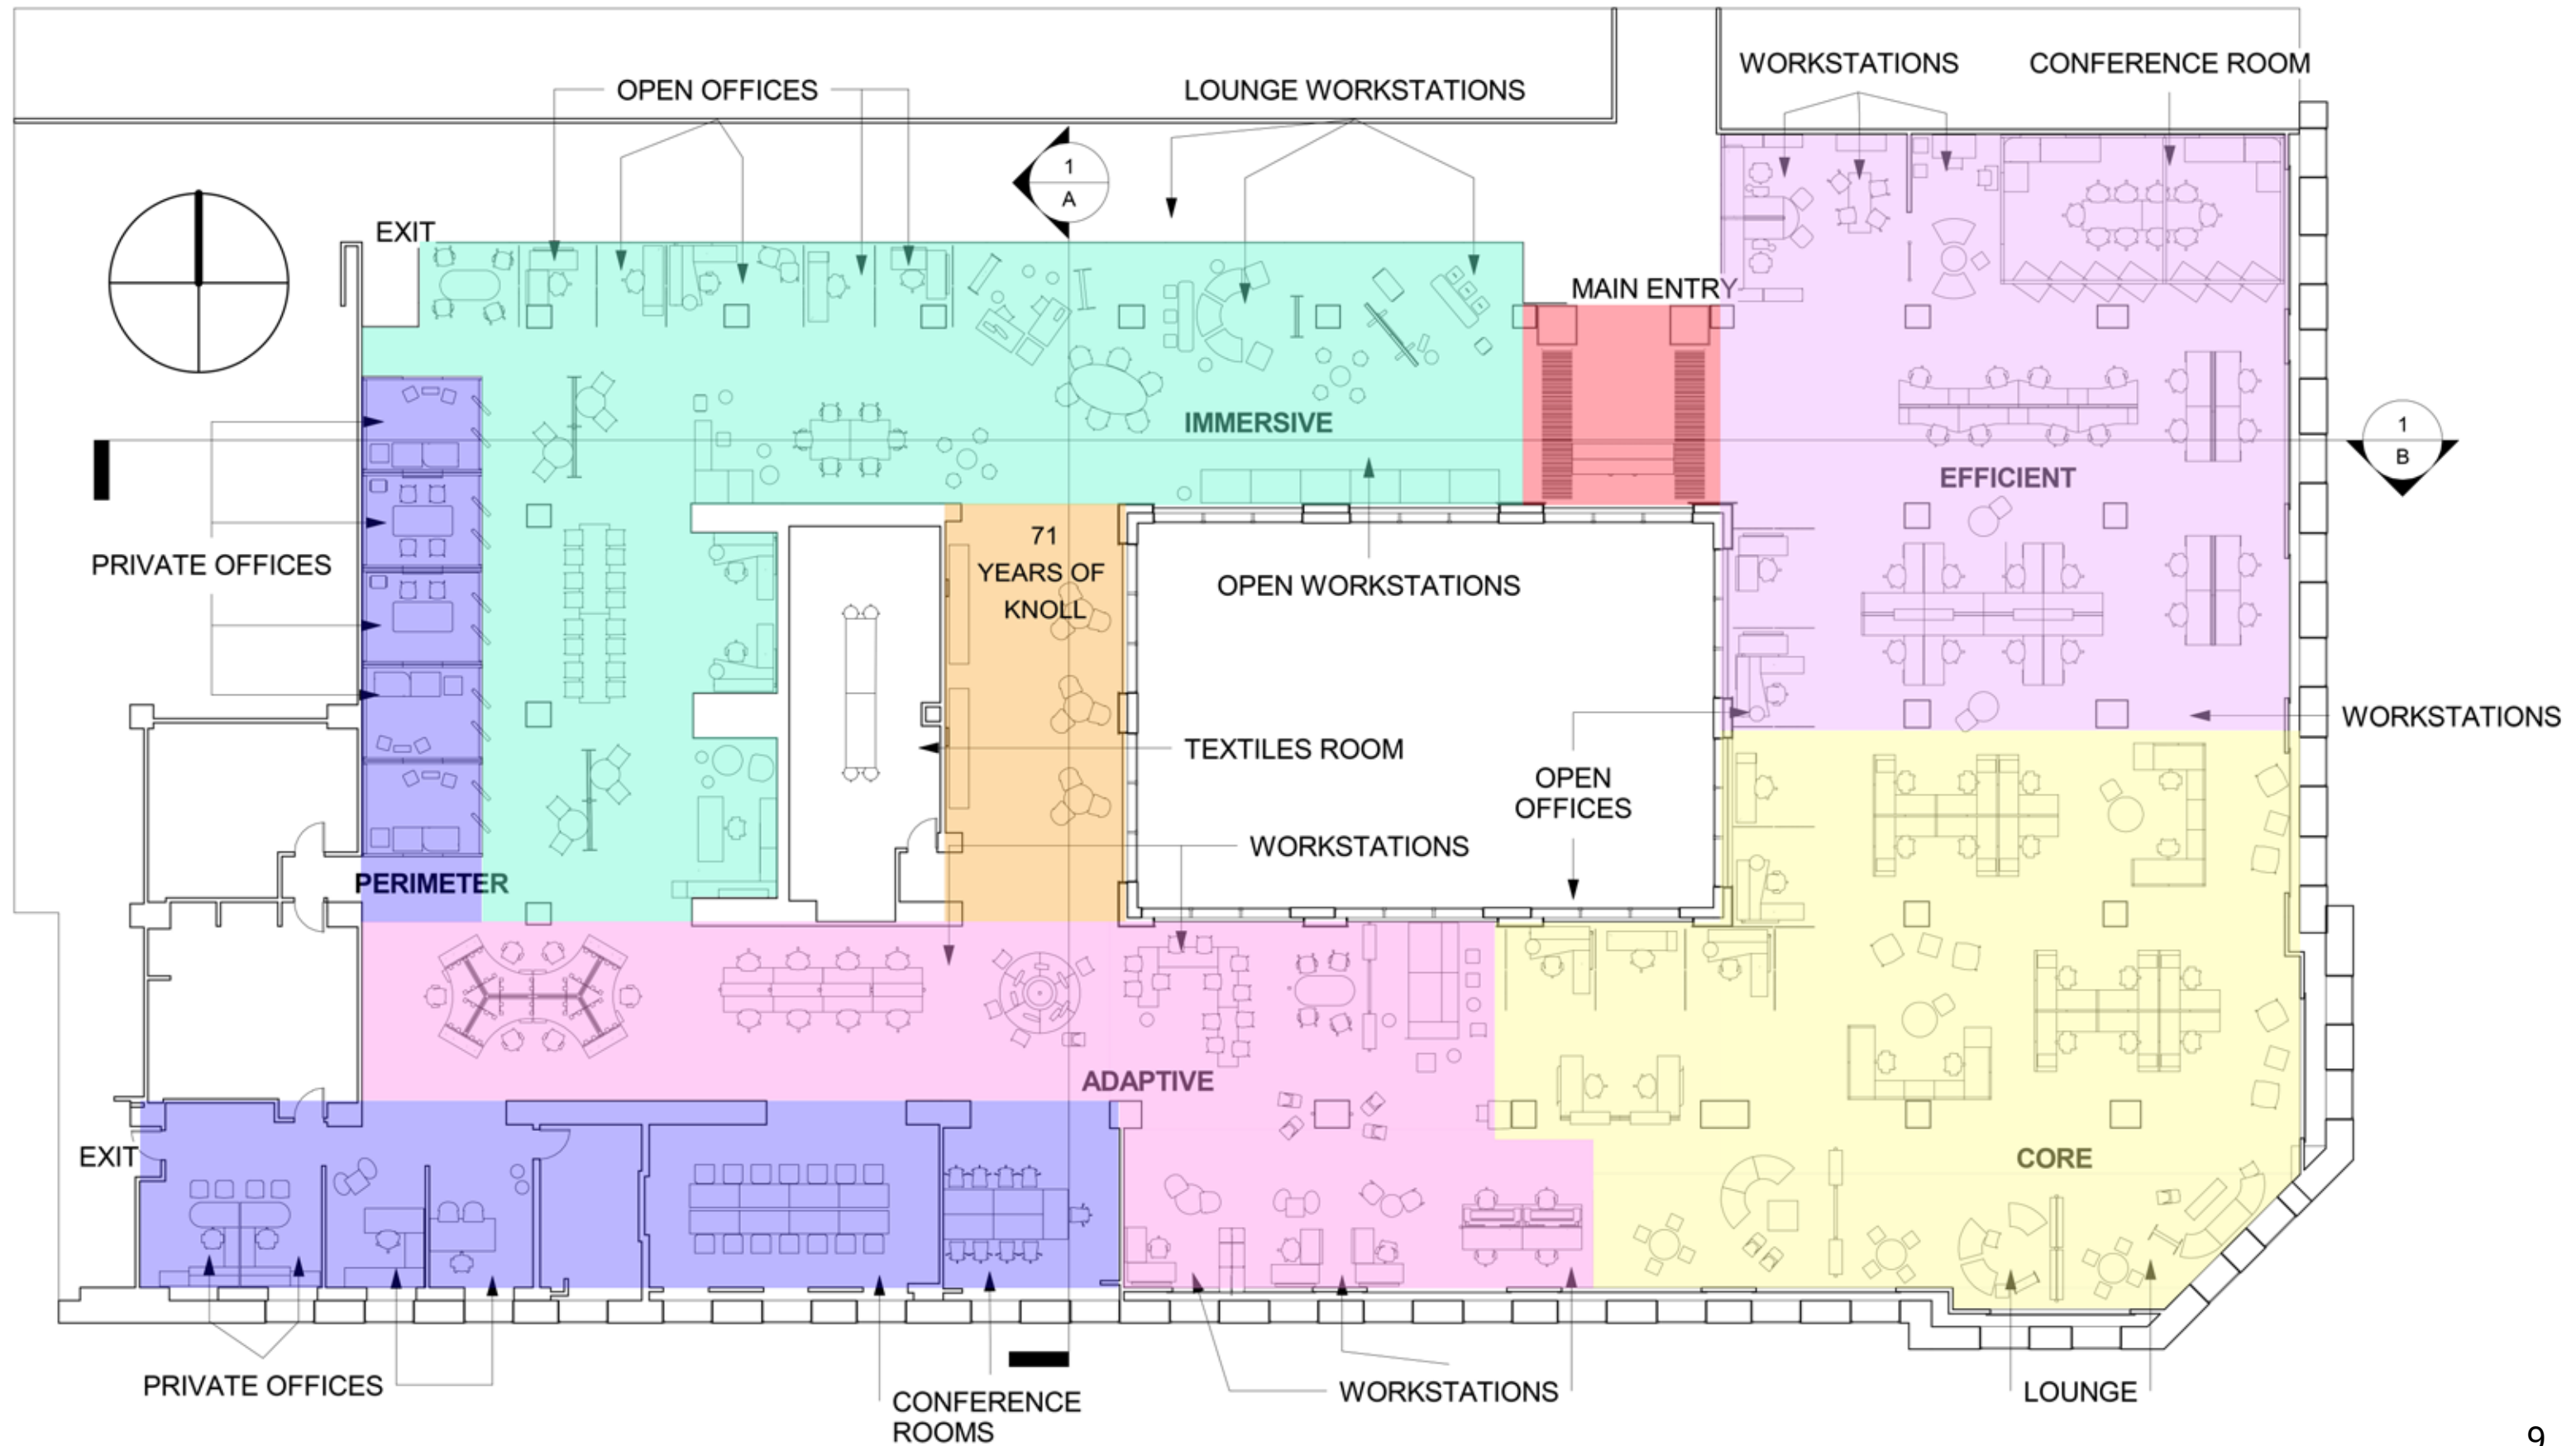 WORKSTATIONS
CONFERENCE ROOM
OPEN OFFICES
LOUNGE WORKSTATIONS
1
A
EXIT
MAIN ENTRY
IMMERSIVE
1
B
EFFICIENT
71
YEARS OF
KNOLL
PRIVATE OFFICES
OPEN WORKSTATIONS
WORKSTATIONS
TEXTILES ROOM
OPEN
OFFICES
WORKSTATIONS
PERIMETER
ADAPTIVE
EXIT
CORE
PRIVATE OFFICES
CONFERENCE
ROOMS
WORKSTATIONS
LOUNGE
9